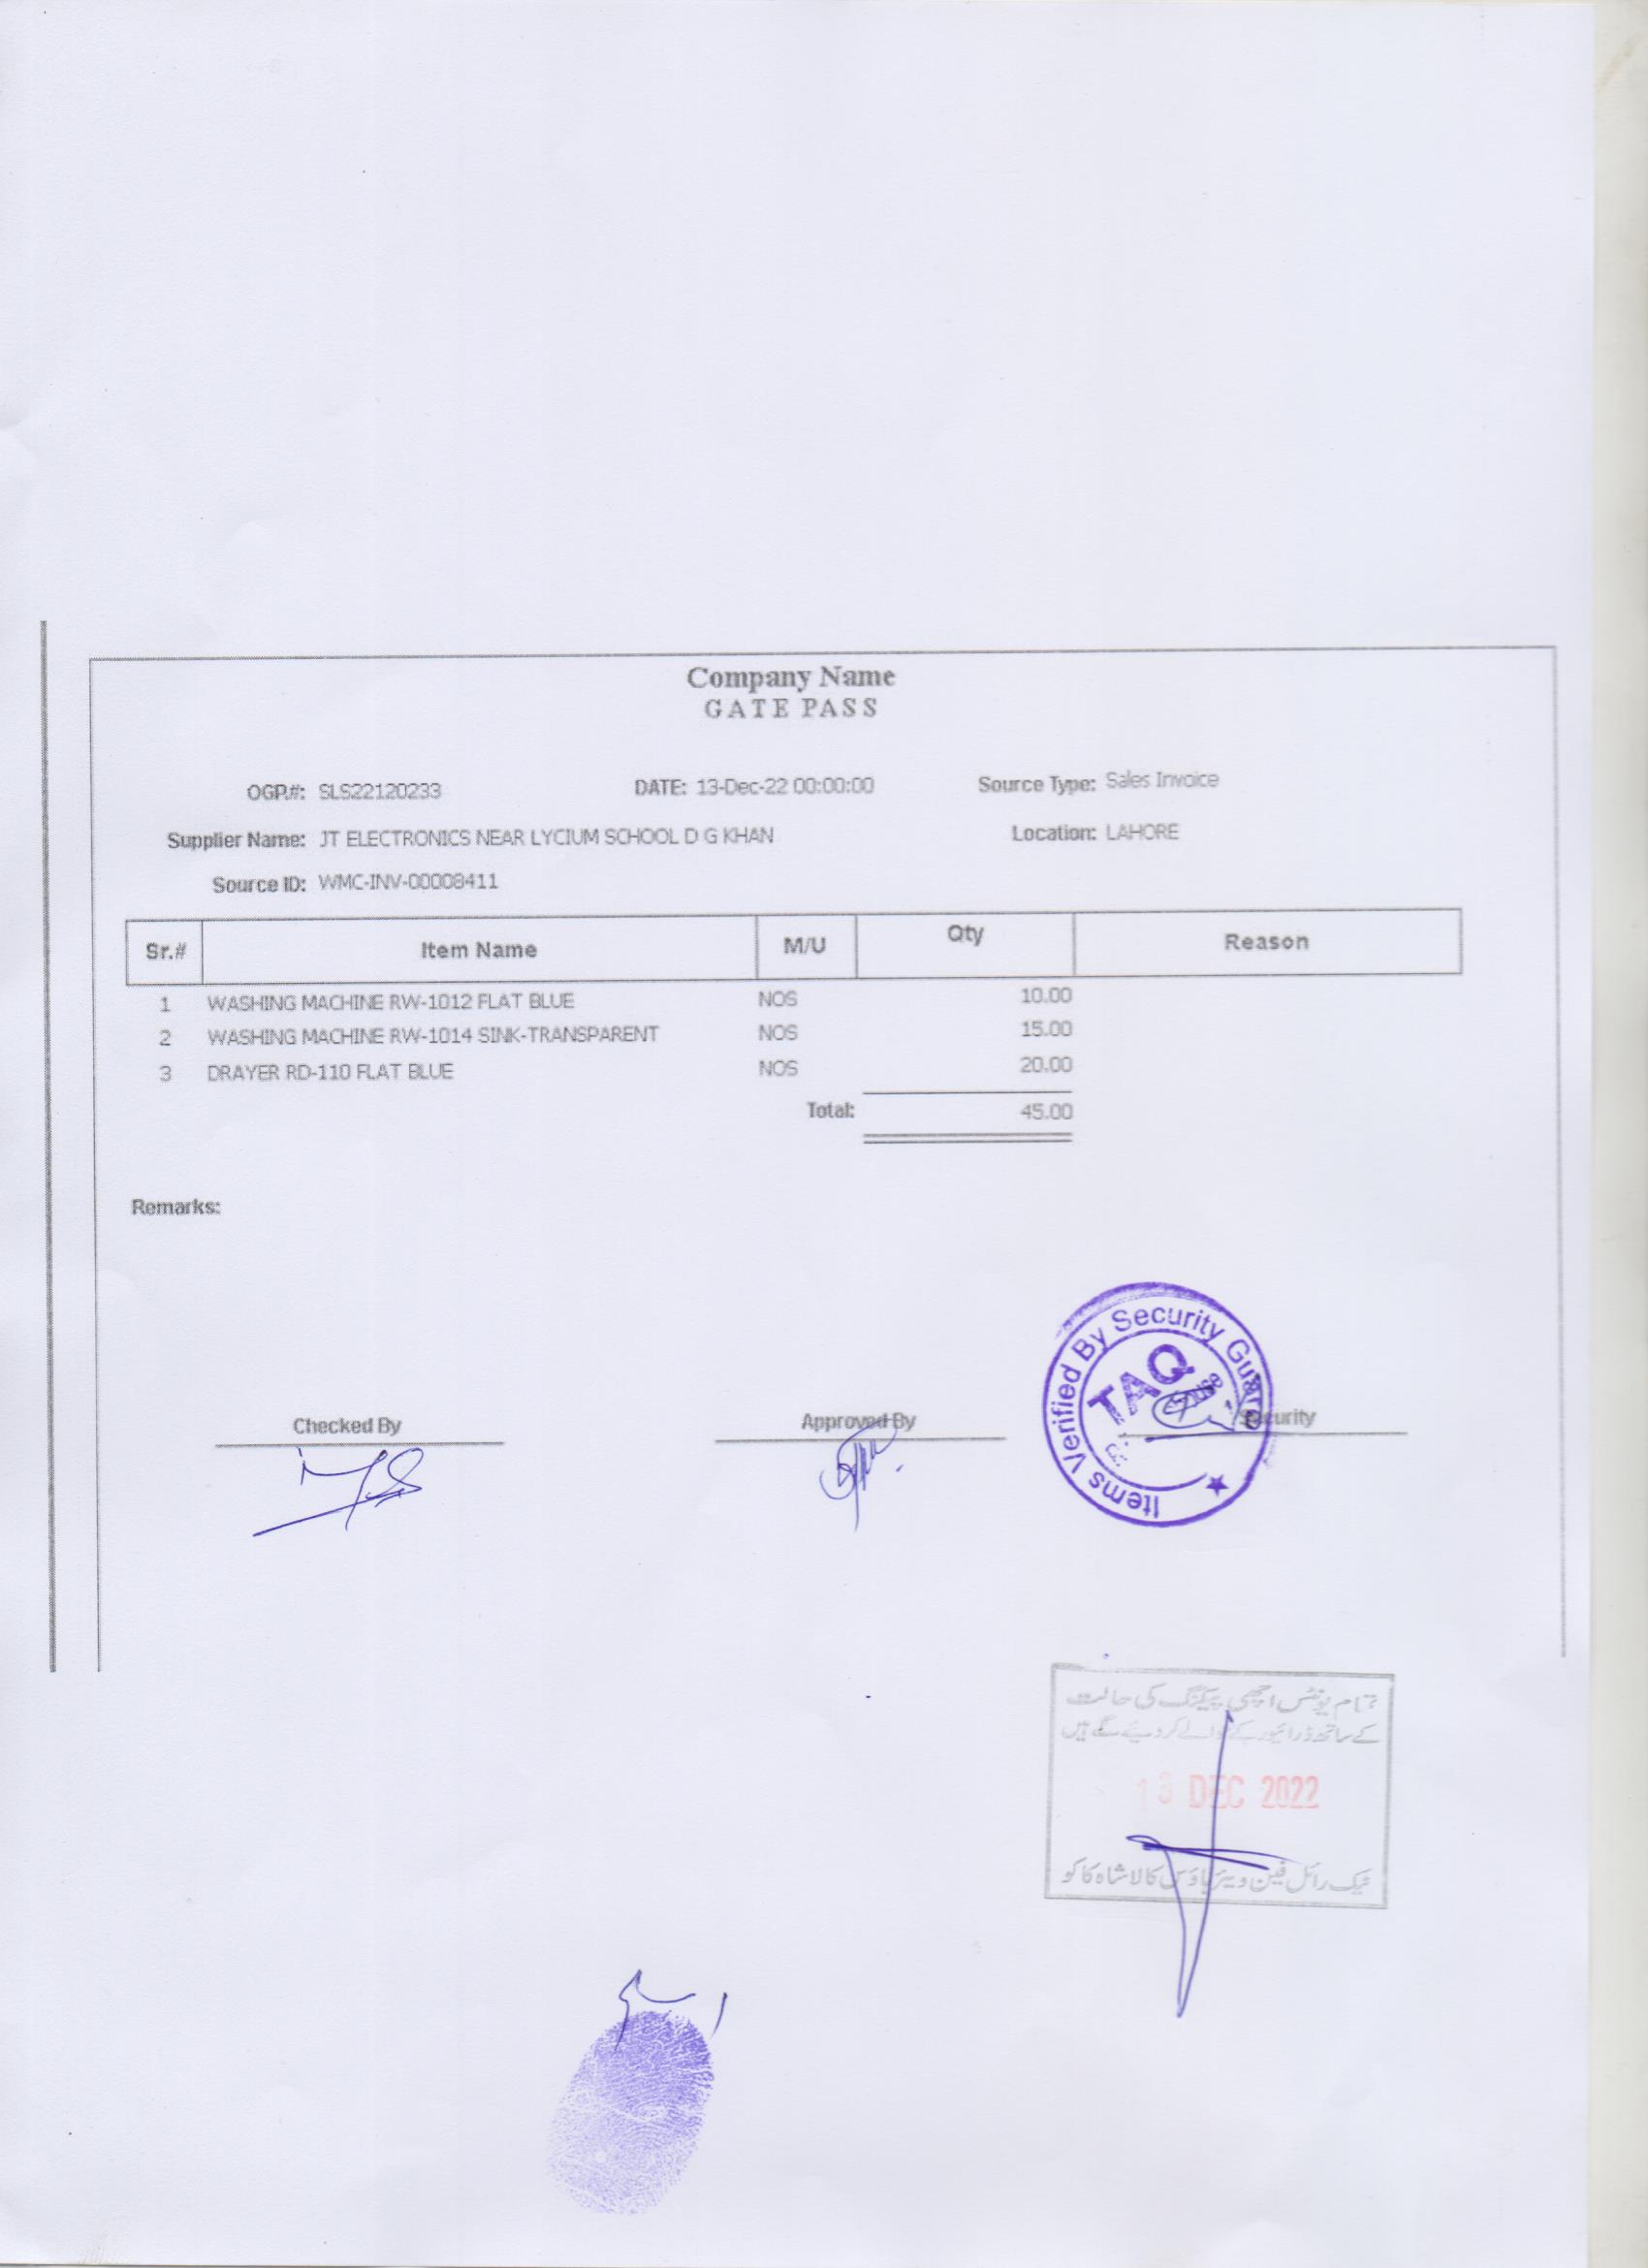 Company Name
GATE PASS
OGP.#: SLS22120233 DATE: 13-Dec-22 00:00:00 Source Type: Sales Invoice
Supplier Name: JT ELECTRONICS NEAR LYCIUM SCHOOL D G KHAN Location: LAHORE
Source ID: WMC-INV-00008411
Sr.# Item Name M/U Qty Reason
1 WASHING MACHINE RW-1012 FLAT BLUE NOS 10.00
2 WASHING MACHINE RW-1014 SINK-TRANSPARENT NOS 15.00
3 DRAYER RD-110 FLAT BLUE NOS 20.00
Total: 45.00
Remarks:
Checked By Approved By Security
Items Verified By Security Guard
TAQ
تمام یونٹس اچھی پیکنگ کی حالت
کے ساتھ ڈرائیور کے حوالے کر دیئے گئے ہیں
13 DEC 2022
ٹیک رائل فین ویئر ہاؤس کالا شاہ کاکو